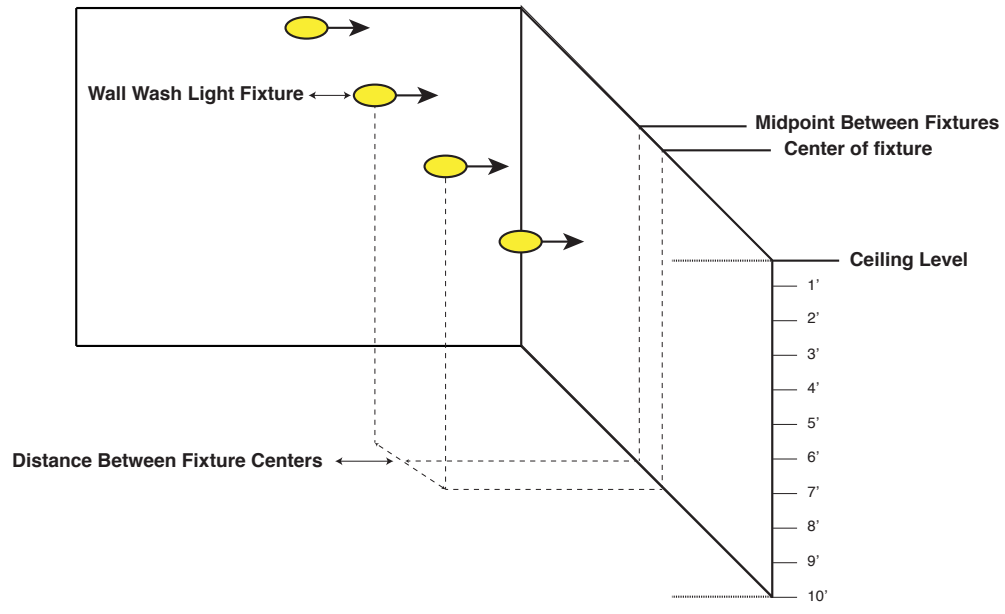 Wall Wash Light Fixture
Midpoint Between Fixtures
Center of fixture
Ceiling Level
1’
2’
3’
4’
5’
6’
Distance Between Fixture Centers
7’
8’
9’
10’